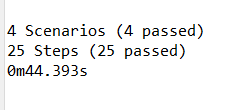 4 Scenarios (4 passed)
25 Steps (25 passed)
0m44.393s